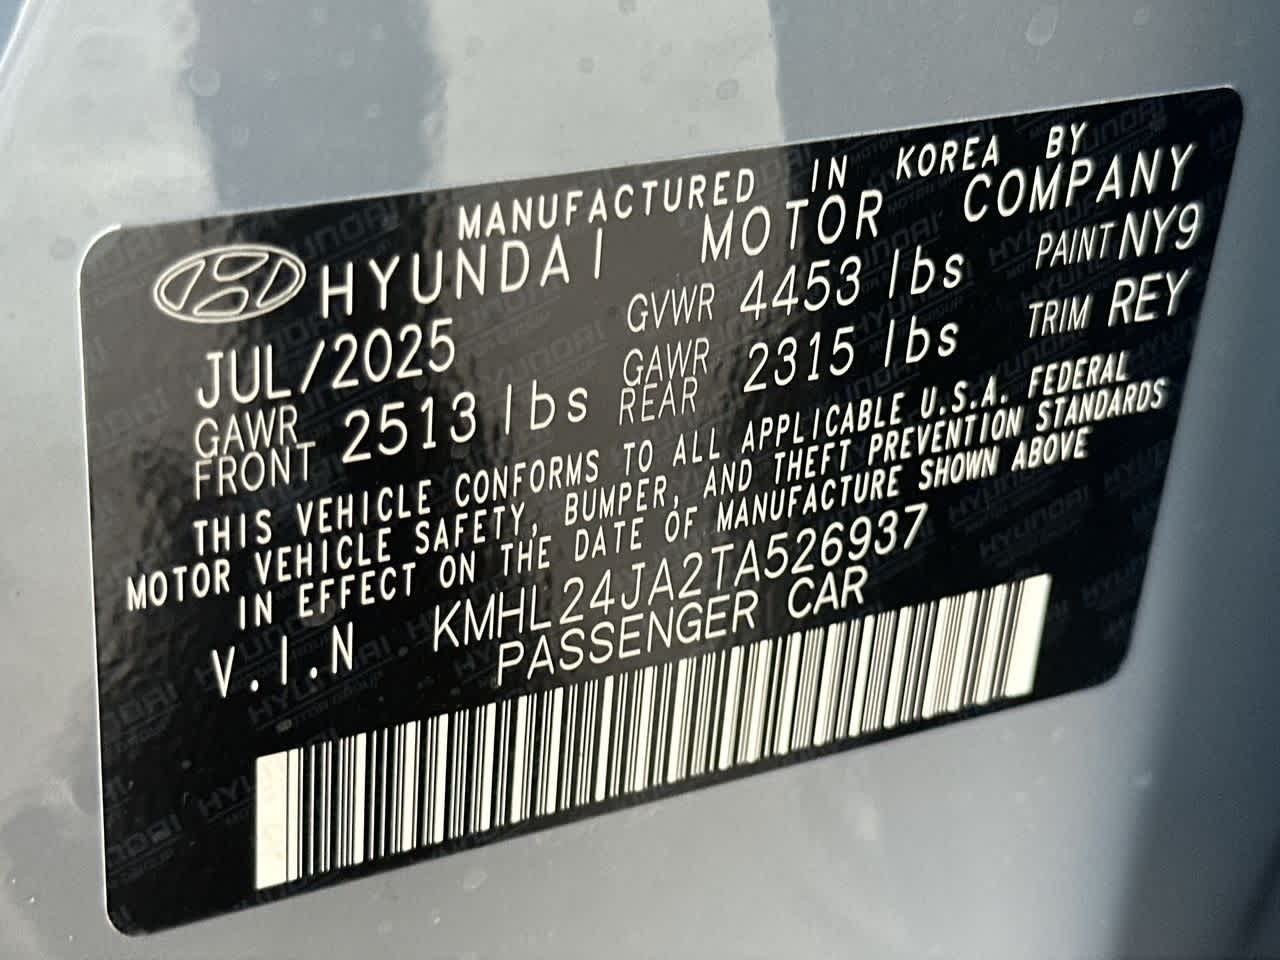 MANUFACTURED IN KOREA BY
HYUNDAI MOTOR COMPANY
JUL/2025 GVWR 4453 lbs PAINT NY9
GAWR FRONT 2513 lbs GAWR REAR 2315 lbs TRIM REY
THIS VEHICLE CONFORMS TO ALL APPLICABLE U.S.A. FEDERAL
MOTOR VEHICLE SAFETY, BUMPER, AND THEFT PREVENTION STANDARDS
IN EFFECT ON THE DATE OF MANUFACTURE SHOWN ABOVE
V.I.N. KMHL24JA2TA526937
PASSENGER CAR